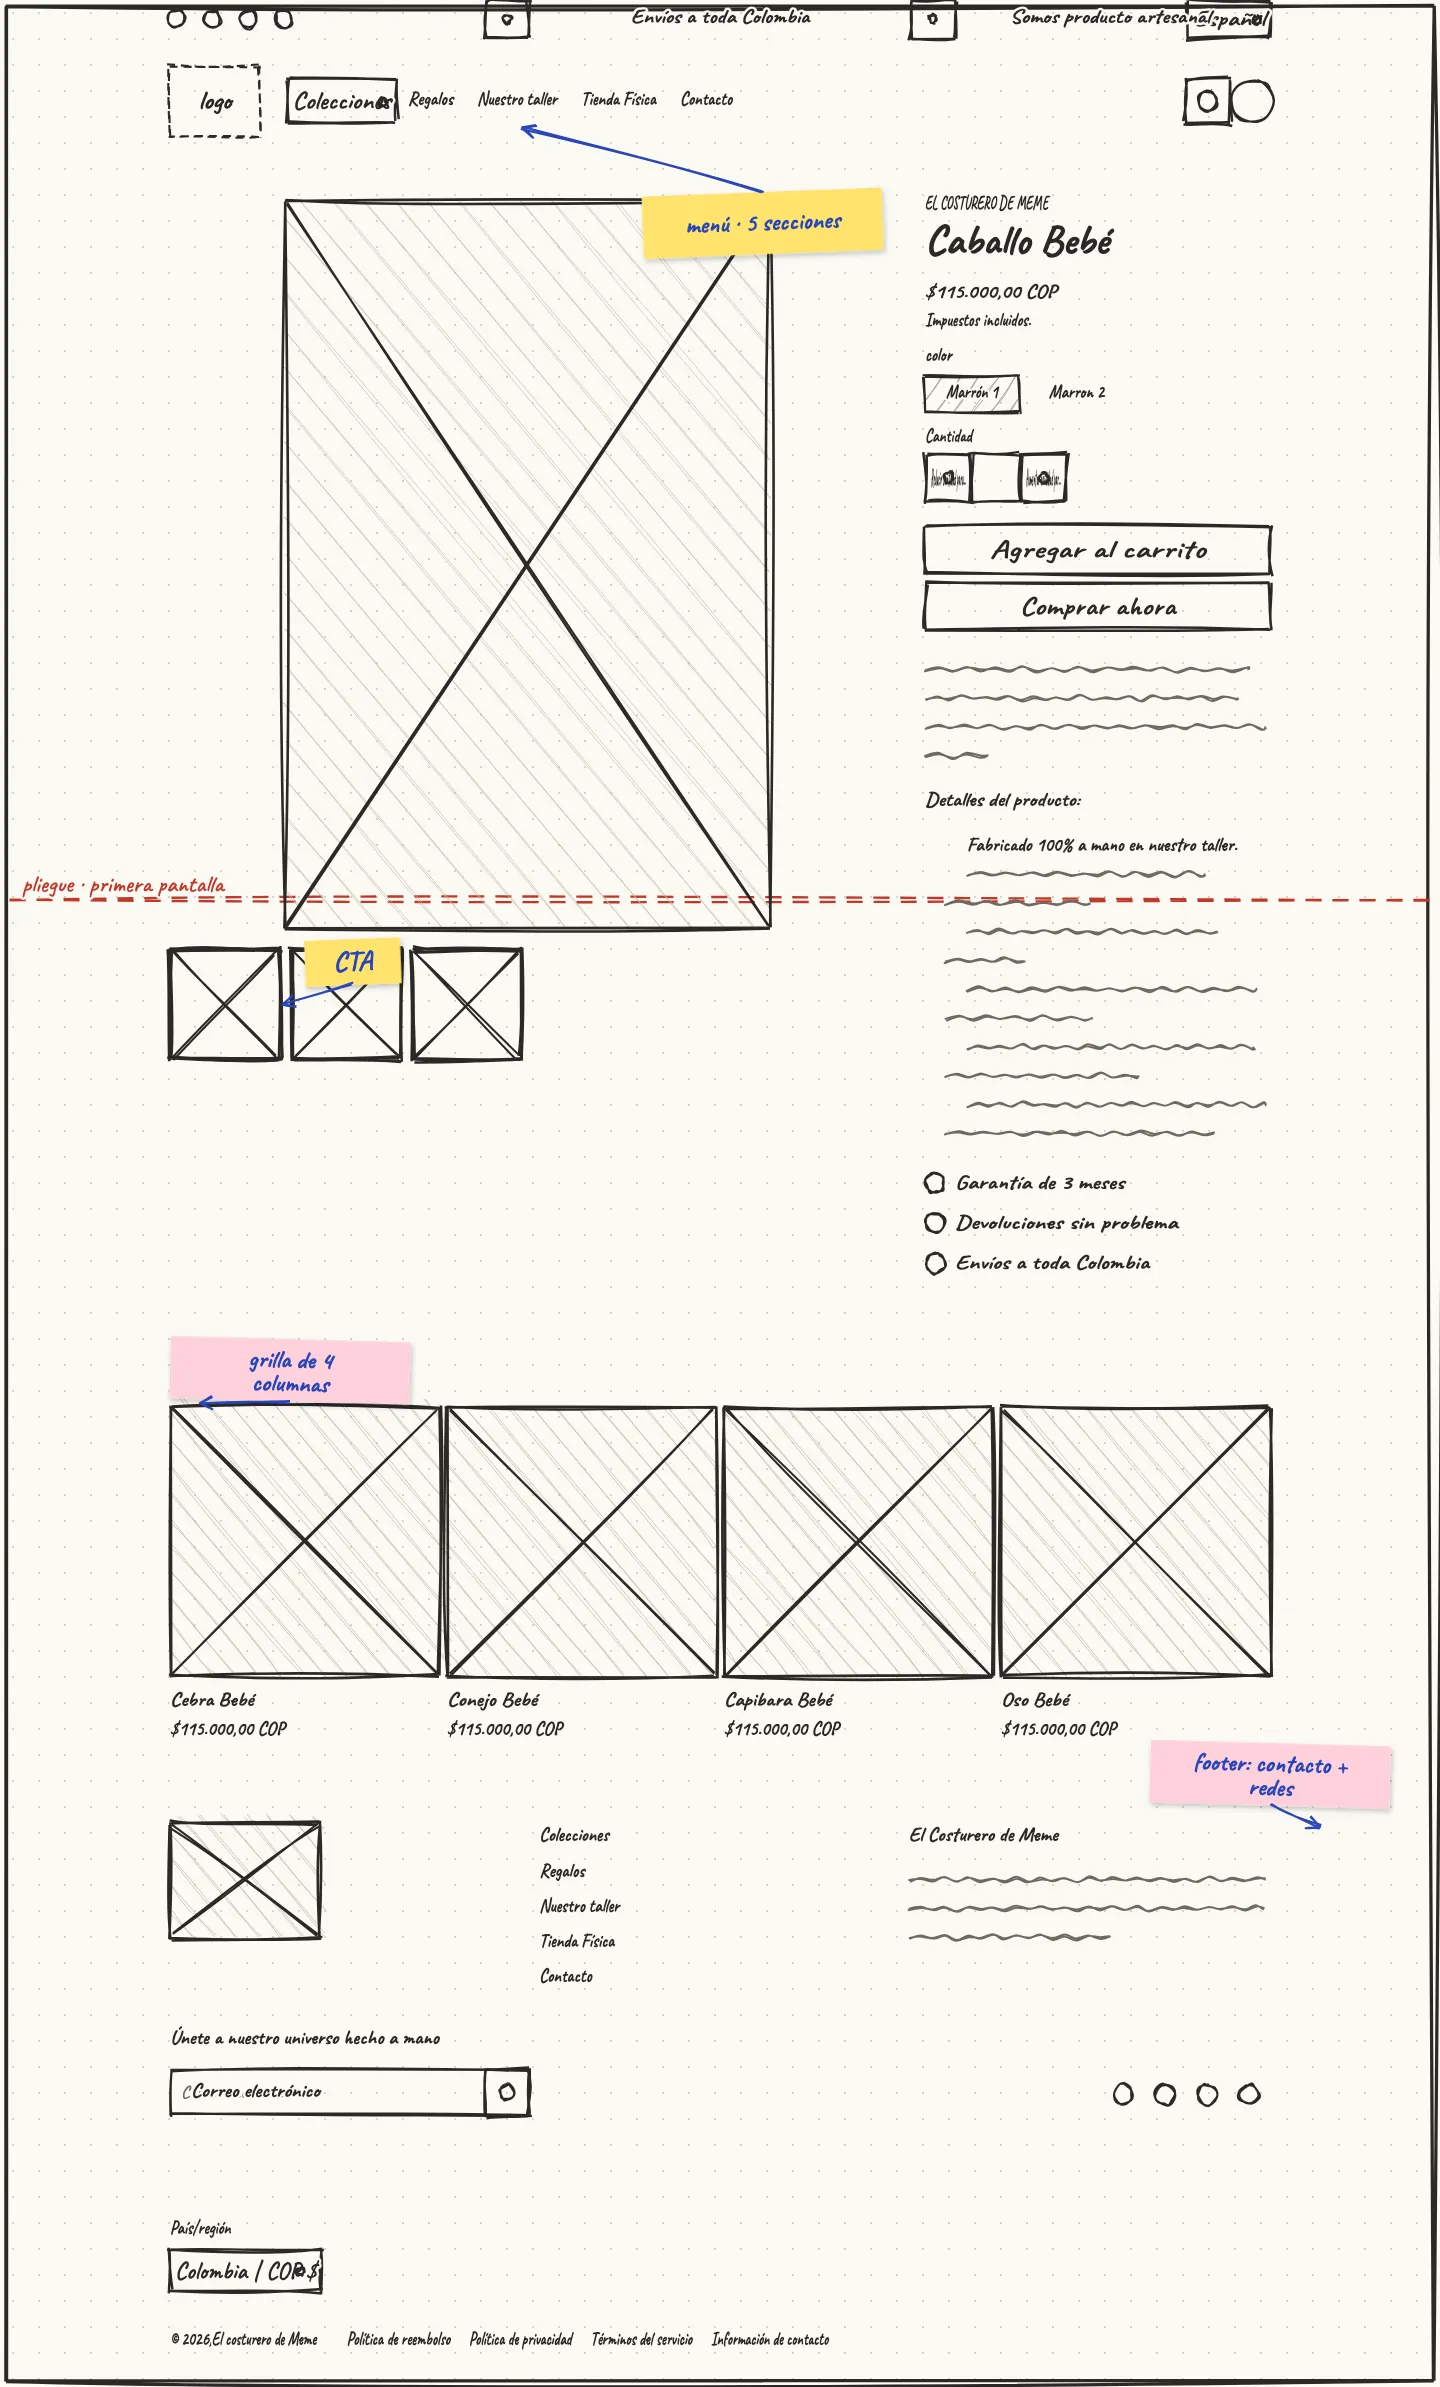 Envíos a toda Colombia
Somos producto artesanal
logo
Colecciones
Regalos
Nuestro taller
Tienda Física
Contacto
menú · 5 secciones
EL COSTURERO DE MEME
Caballo Bebé
$115.000,00 COP
Impuestos incluidos.
color
Marrón 1
Marron 2
Cantidad
Agregar al carrito
Comprar ahora
Detalles del producto:
Fabricado 100% a mano en nuestro taller.
pliegue · primera pantalla
CTA
Garantía de 3 meses
Devoluciones sin problema
Envíos a toda Colombia
grilla de 4
columnas
Cebra Bebé
$115.000,00 COP
Conejo Bebé
$115.000,00 COP
Capibara Bebé
$115.000,00 COP
Oso Bebé
$115.000,00 COP
footer: contacto +
redes
Colecciones
Regalos
Nuestro taller
Tienda Física
Contacto
El Costurero de Meme
Únete a nuestro universo hecho a mano
Correo electrónico
País/región
Colombia / COP $
© 2026,El costurero de Meme
Política de reembolso
Política de privacidad
Términos del servicio
Información de contacto